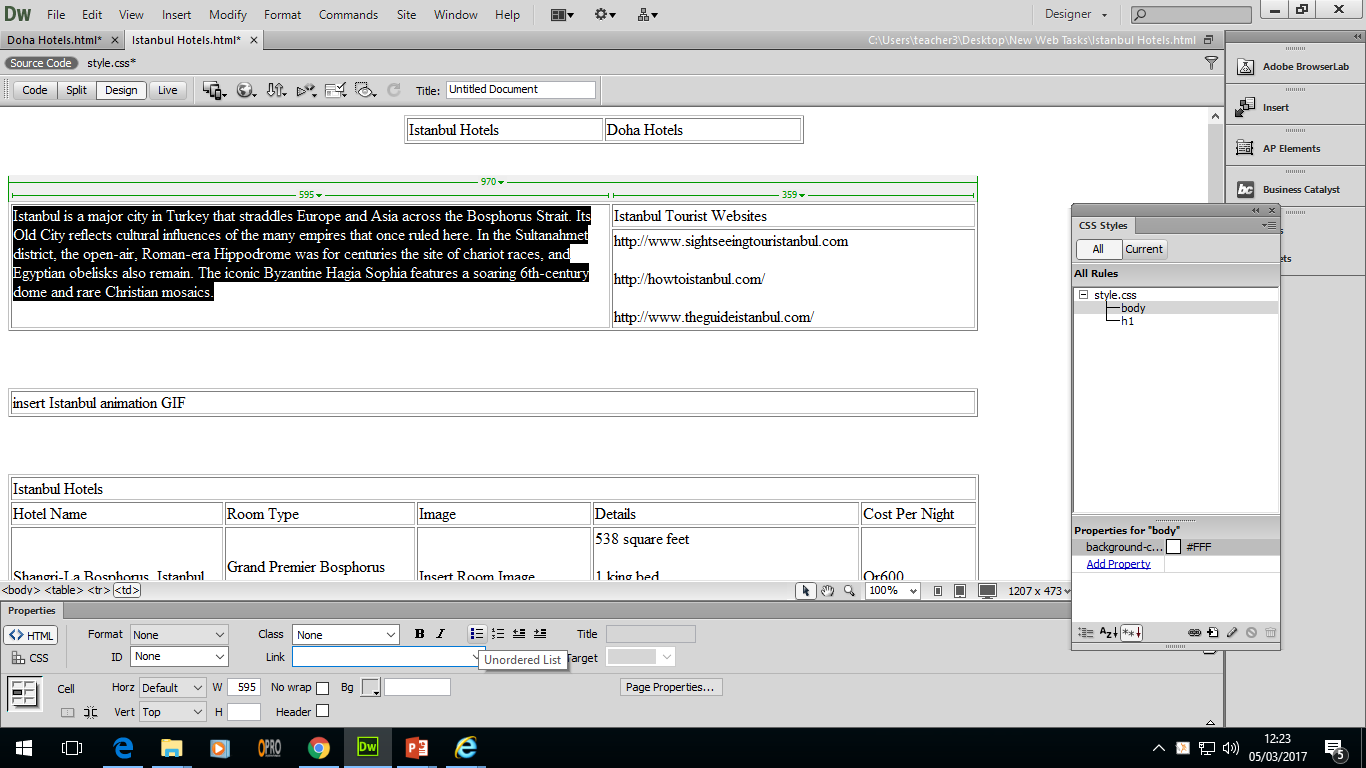 Dw File Edit View Insert Modify Format Commands Site Window Help Designer
Doha Hotels.html* Istanbul Hotels.html* C:\Users\teacher3\Desktop\New Web Tasks\Istanbul Hotels.html
Source Code style.css*
Code Split Design Live Title: Untitled Document
Istanbul Hotels Doha Hotels
970
595 359
Istanbul is a major city in Turkey that straddles Europe and Asia across the Bosphorus Strait. Its
Old City reflects cultural influences of the many empires that once ruled here. In the Sultanahmet
district, the open-air, Roman-era Hippodrome was for centuries the site of chariot races, and
Egyptian obelisks also remain. The iconic Byzantine Hagia Sophia features a soaring 6th-century
dome and rare Christian mosaics.
Istanbul Tourist Websites
http://www.sightseeingtouristanbul.com
http://howtoistanbul.com/
http://www.theguideistanbul.com/
insert Istanbul animation GIF
Istanbul Hotels
Hotel Name Room Type Image Details Cost Per Night
538 square feet
Grand Premier Bosphorus
Shangri-La Bosphorus, Istanbul Insert Room Image 1 king bed Qr600
<body> <table> <tr> <td> 100% 1207 x 473
Properties
HTML Format None Class None B I Title
CSS ID None Link Target
Unordered List
Cell Horz Default W 595 No wrap Bg Page Properties...
Vert Top H Header
Adobe BrowserLab
Insert
AP Elements
Business Catalyst
CSS Styles
All Current
All Rules
style.css
body
h1
Properties for "body"
background-c... #FFF
Add Property
OPRO Dw
12:23
05/03/2017
5